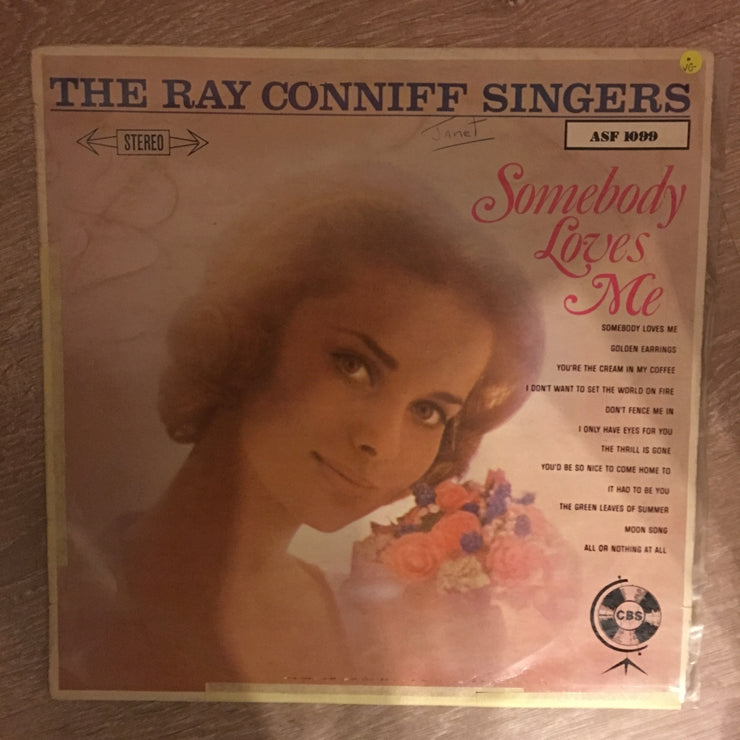 VG-
THE RAY CONNIFF SINGERS
Janet
STEREO
ASF 1099
Somebody
Loves
Me
SOMEBODY LOVES ME
GOLDEN EARRINGS
YOU'RE THE CREAM IN MY COFFEE
I DON'T WANT TO SET THE WORLD ON FIRE
DON'T FENCE ME IN
I ONLY HAVE EYES FOR YOU
THE THRILL IS GONE
YOU'D BE SO NICE TO COME HOME TO
IT HAD TO BE YOU
THE GREEN LEAVES OF SUMMER
MOON SONG
ALL OR NOTHING AT ALL
CBS